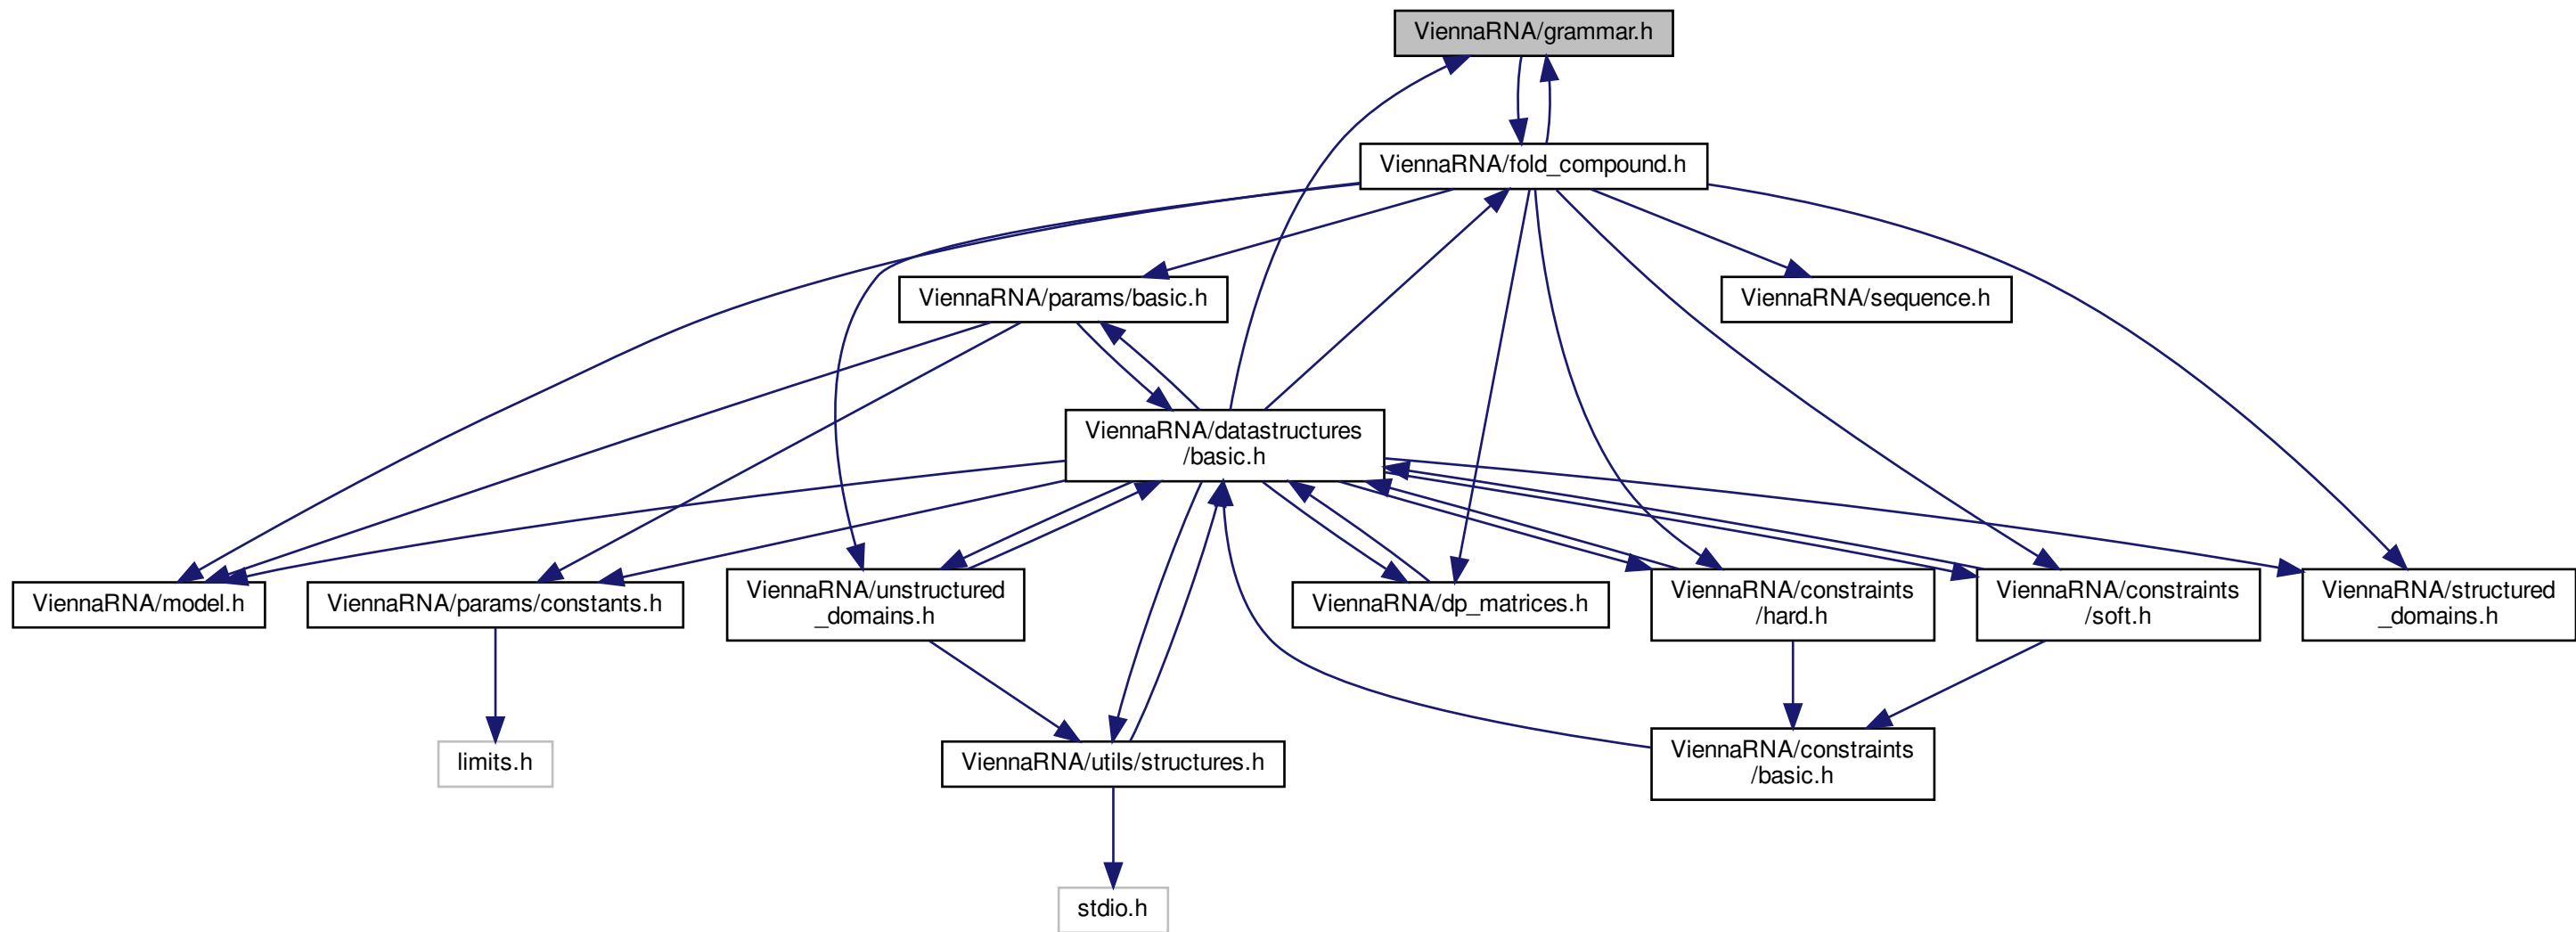 ViennaRNA/grammar.h
ViennaRNA/fold_compound.h
ViennaRNA/params/basic.h
ViennaRNA/sequence.h
ViennaRNA/datastructures
/basic.h
ViennaRNA/model.h
ViennaRNA/params/constants.h
ViennaRNA/unstructured
_domains.h
ViennaRNA/dp_matrices.h
ViennaRNA/constraints
/hard.h
ViennaRNA/constraints
/soft.h
ViennaRNA/structured
_domains.h
limits.h
ViennaRNA/utils/structures.h
ViennaRNA/constraints
/basic.h
stdio.h